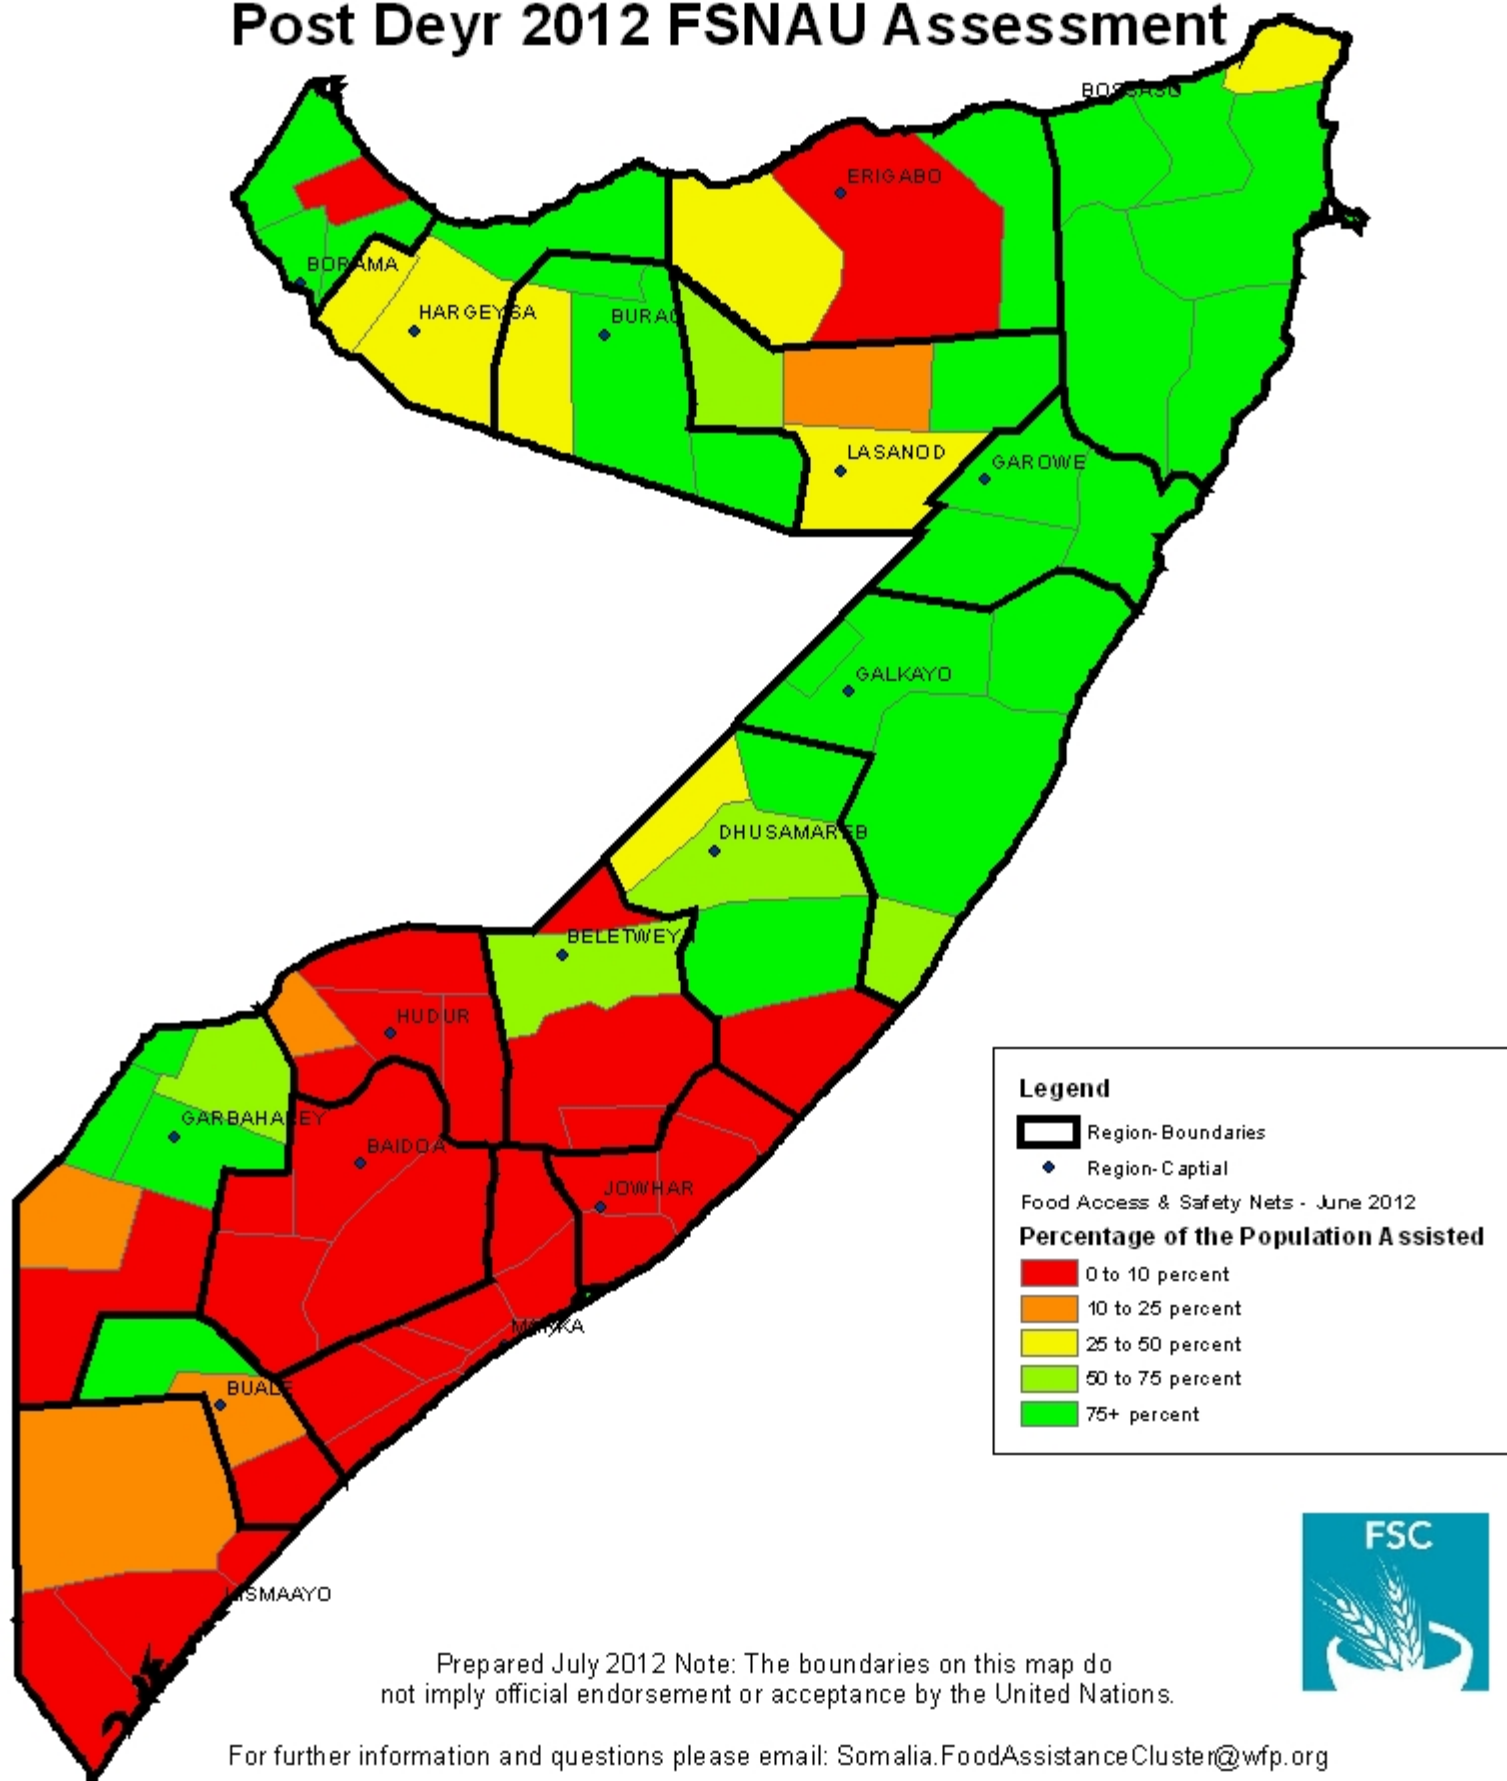 Post Deyr 2012 FSNAU Assessment
BOSSASO
ERIGABO
BORAMA
HARGEYSA
BURAO
LASANOD
GAROWE
GALKAYO
DHUSAMAREB
BELETWEY
HUDUR
GARBAHAREY
BAIDOA
JOWHAR
MARKA
BUALE
KISMAAYO
Legend
Region-Boundaries
Region-Captial
Food Access & Safety Nets - June 2012
Percentage of the Population Assisted
0 to 10 percent
10 to 25 percent
25 to 50 percent
50 to 75 percent
75+ percent
FSC
Prepared July 2012 Note: The boundaries on this map do
not imply official endorsement or acceptance by the United Nations.
For further information and questions please email: Somalia.FoodAssistanceCluster@wfp.org